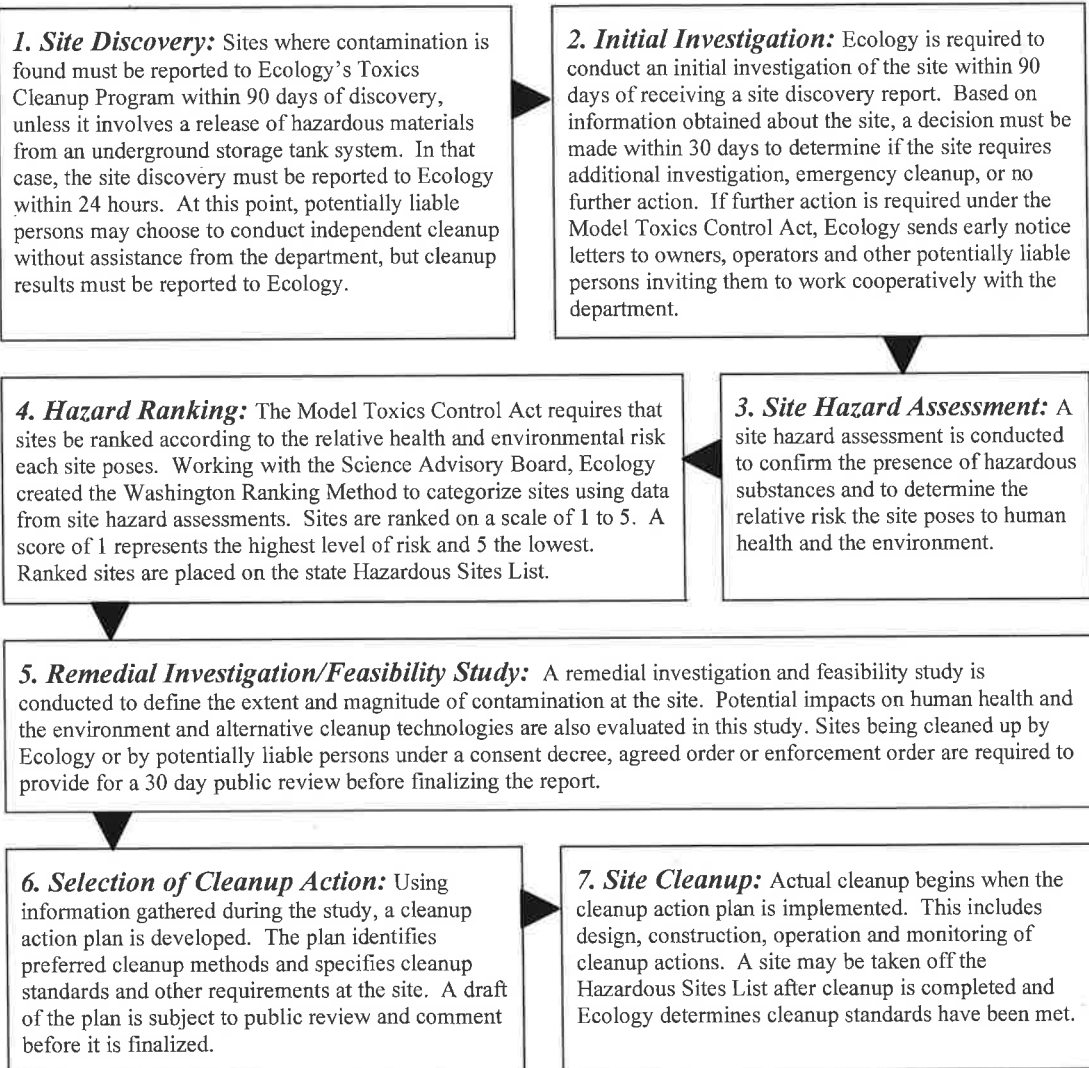 1. Site Discovery: Sites where contamination is
found must be reported to Ecology's Toxics
Cleanup Program within 90 days of discovery,
unless it involves a release of hazardous materials
from an underground storage tank system. In that
case, the site discovery must be reported to Ecology
within 24 hours. At this point, potentially liable
persons may choose to conduct independent cleanup
without assistance from the department, but cleanup
results must be reported to Ecology.
2. Initial Investigation: Ecology is required to
conduct an initial investigation of the site within 90
days of receiving a site discovery report. Based on
information obtained about the site, a decision must be
made within 30 days to determine if the site requires
additional investigation, emergency cleanup, or no
further action. If further action is required under the
Model Toxics Control Act, Ecology sends early notice
letters to owners, operators and other potentially liable
persons inviting them to work cooperatively with the
department.
3. Site Hazard Assessment: A
site hazard assessment is conducted
to confirm the presence of hazardous
substances and to determine the
relative risk the site poses to human
health and the environment.
4. Hazard Ranking: The Model Toxics Control Act requires that
sites be ranked according to the relative health and environmental risk
each site poses. Working with the Science Advisory Board, Ecology
created the Washington Ranking Method to categorize sites using data
from site hazard assessments. Sites are ranked on a scale of 1 to 5. A
score of 1 represents the highest level of risk and 5 the lowest.
Ranked sites are placed on the state Hazardous Sites List.
5. Remedial Investigation/Feasibility Study: A remedial investigation and feasibility study is
conducted to define the extent and magnitude of contamination at the site. Potential impacts on human health and
the environment and alternative cleanup technologies are also evaluated in this study. Sites being cleaned up by
Ecology or by potentially liable persons under a consent decree, agreed order or enforcement order are required to
provide for a 30 day public review before finalizing the report.
6. Selection of Cleanup Action: Using
information gathered during the study, a cleanup
action plan is developed. The plan identifies
preferred cleanup methods and specifies cleanup
standards and other requirements at the site. A draft
of the plan is subject to public review and comment
before it is finalized.
7. Site Cleanup: Actual cleanup begins when the
cleanup action plan is implemented. This includes
design, construction, operation and monitoring of
cleanup actions. A site may be taken off the
Hazardous Sites List after cleanup is completed and
Ecology determines cleanup standards have been met.